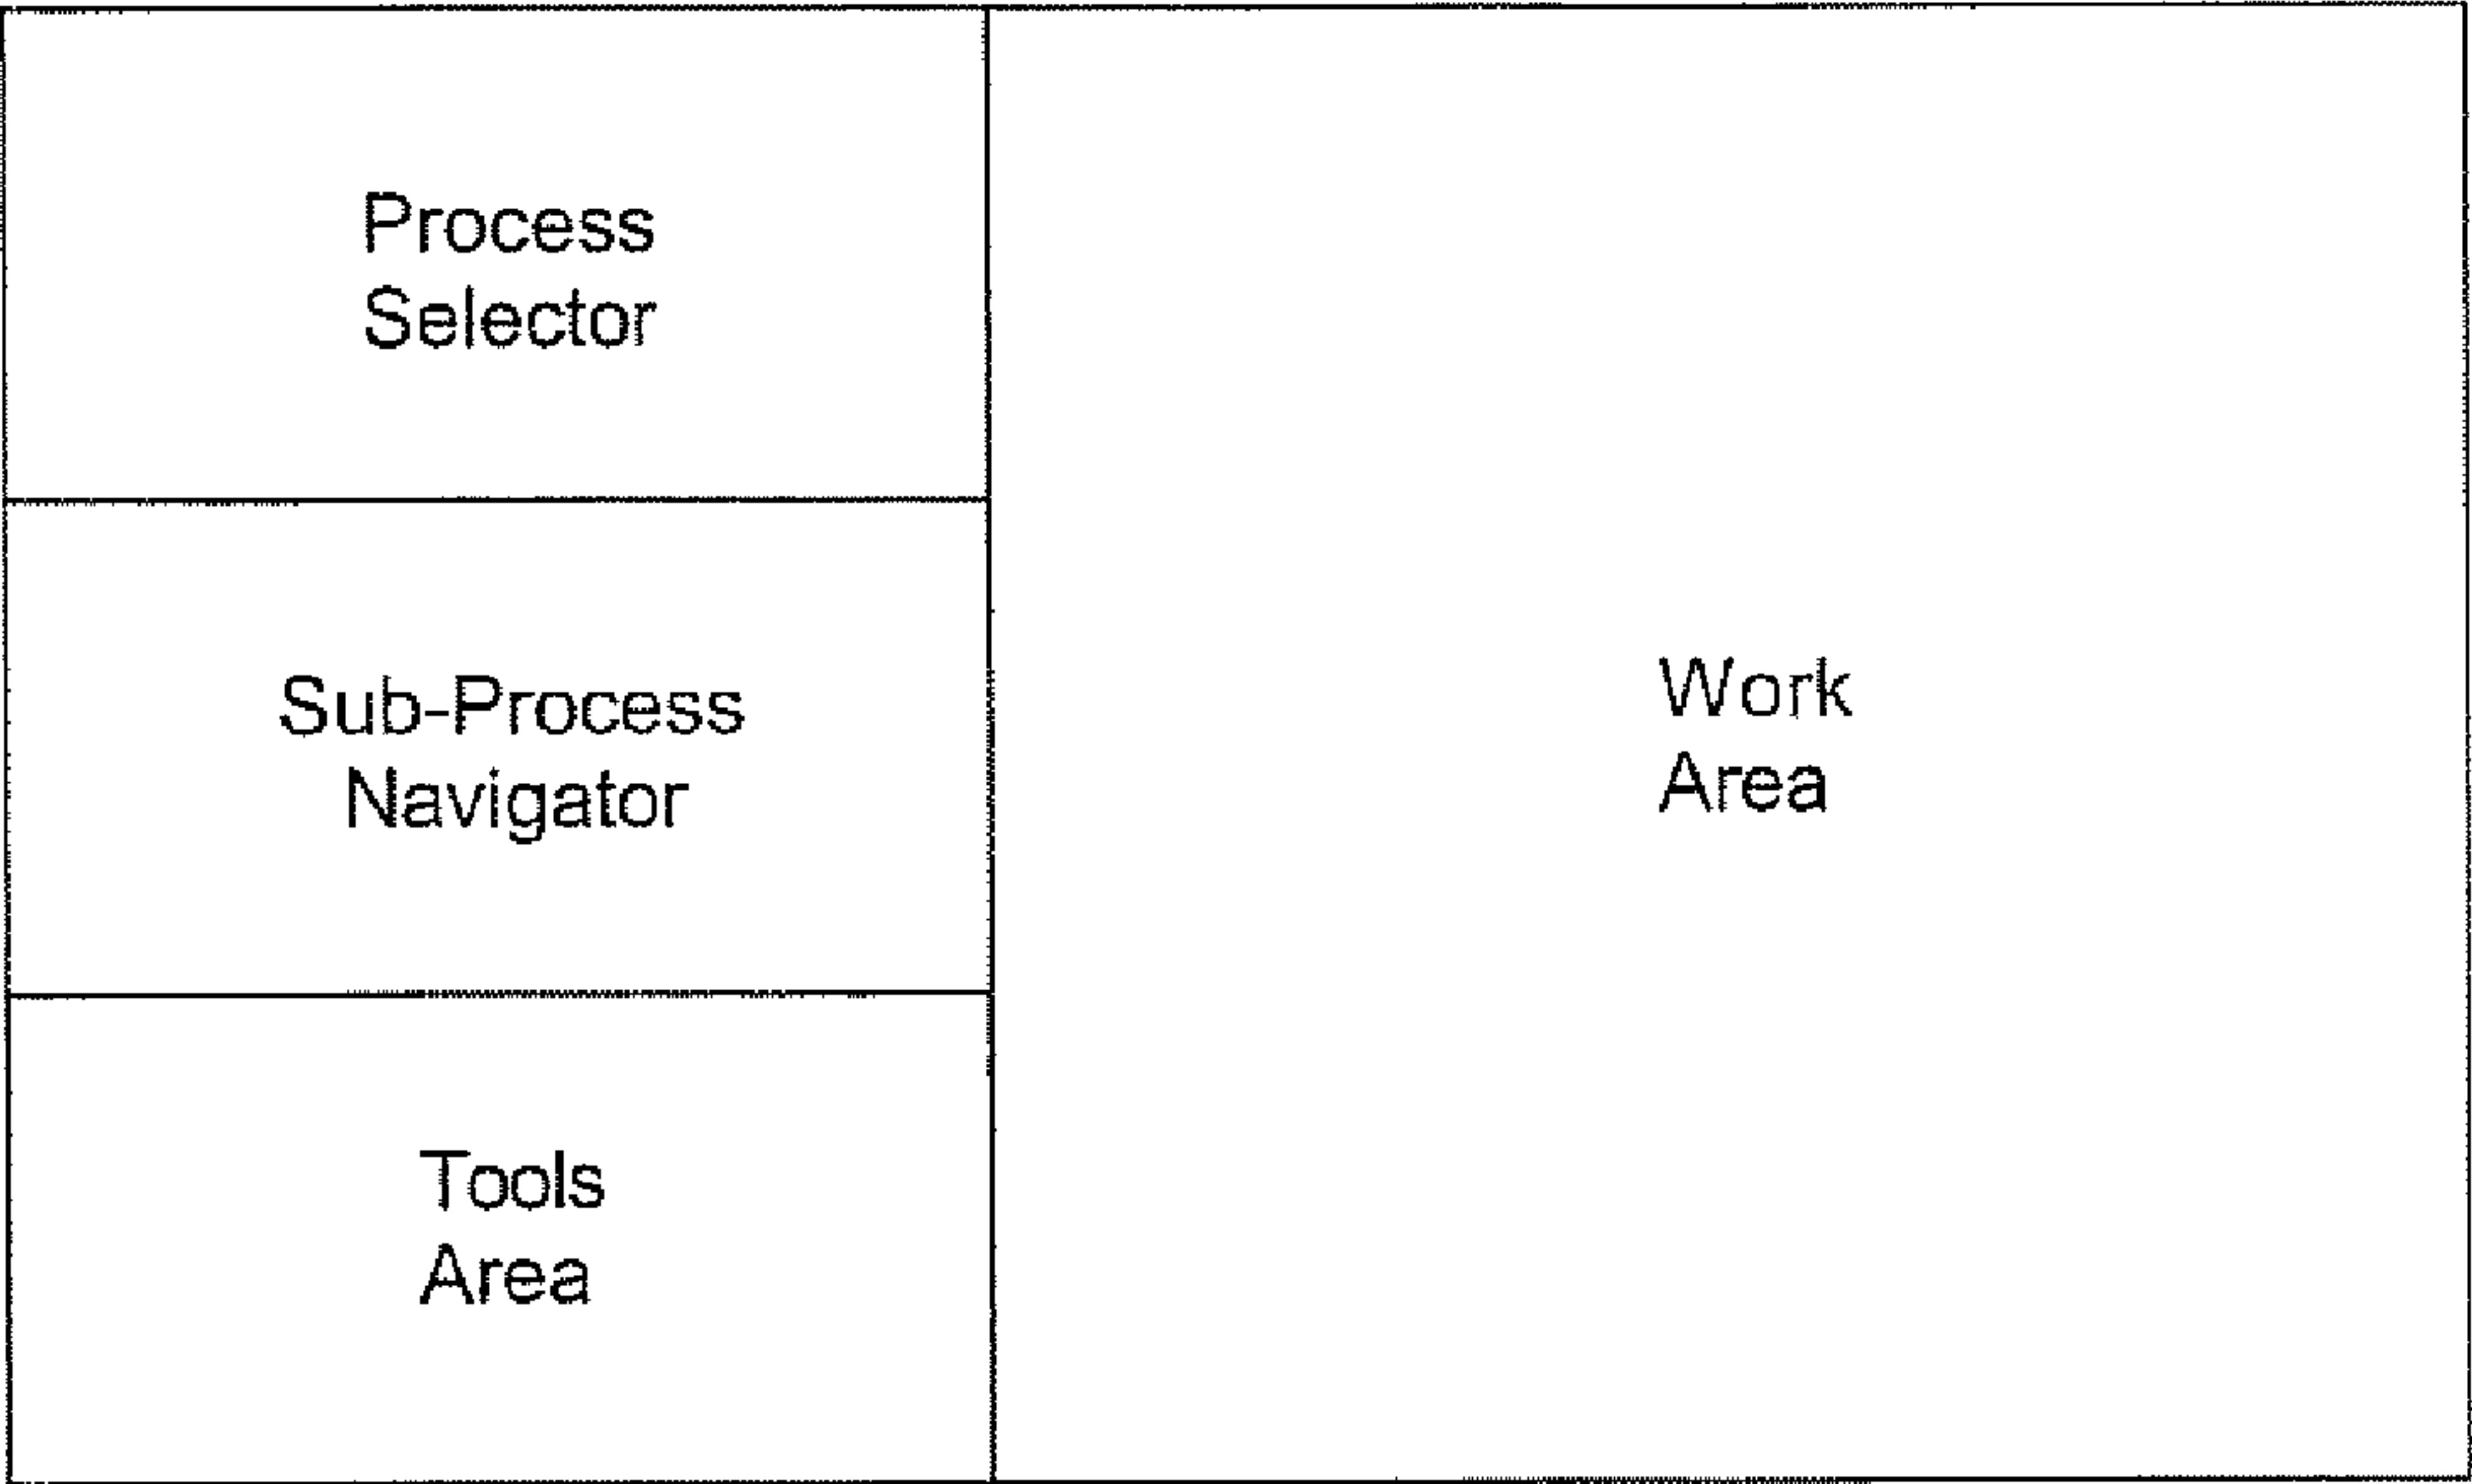 Process
Selector
Sub-Process
Navigator
Tools
Area
Work
Area